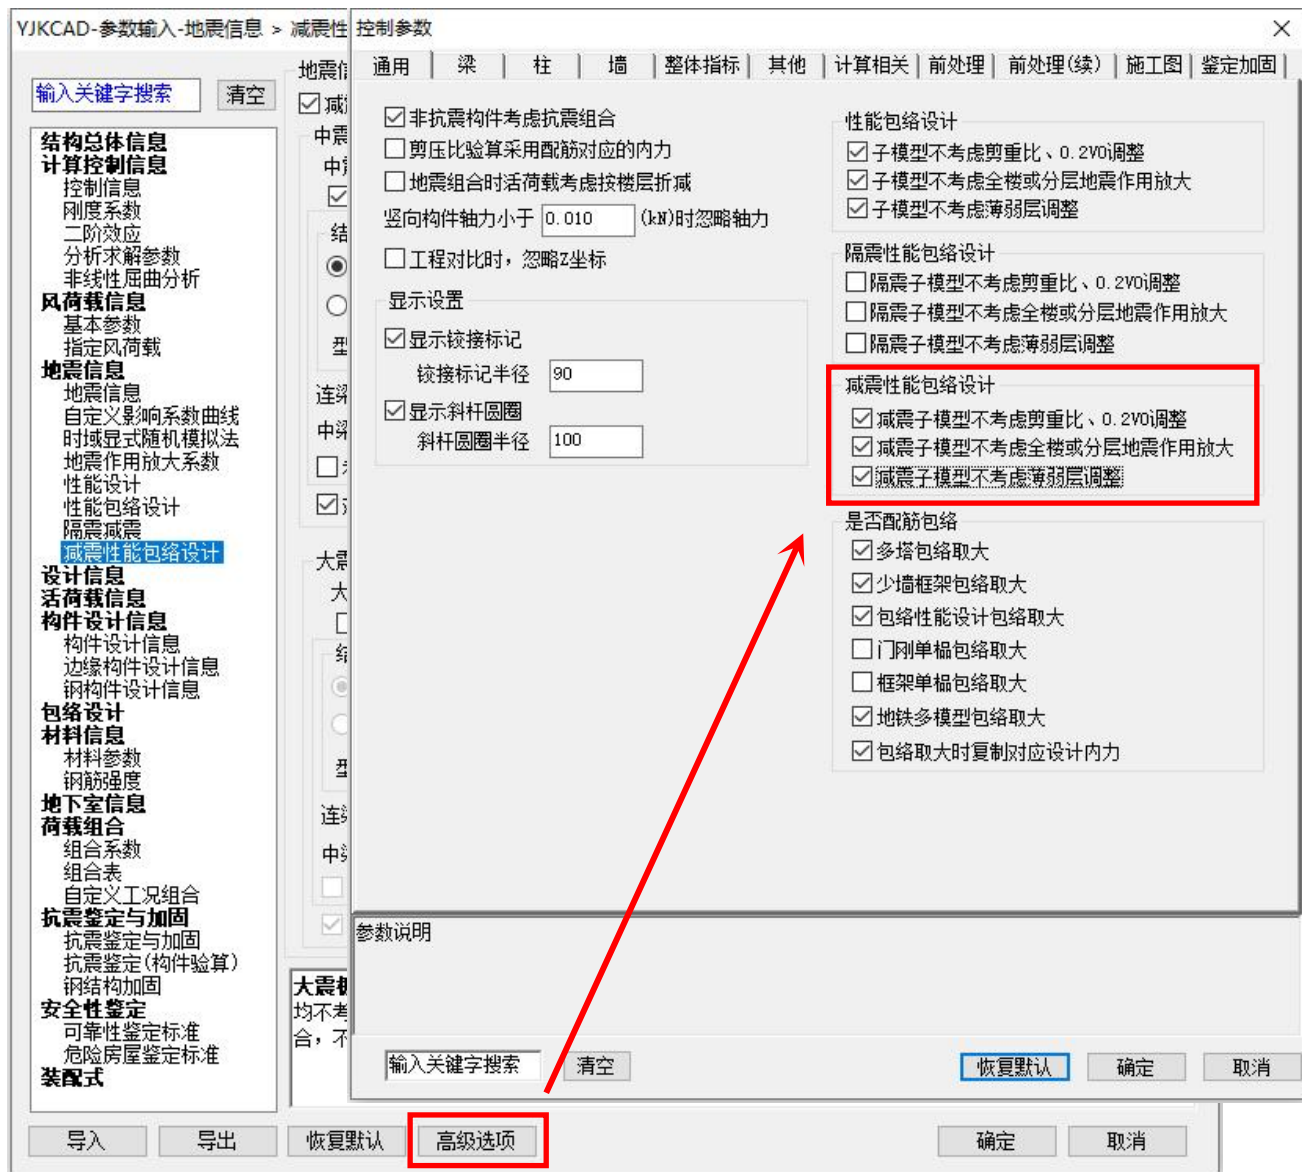 YJKCAD-参数输入-地震信息 > 减震性
输入关键字搜索
清空
结构总体信息
计算控制信息
控制信息
刚度系数
二阶效应
分析求解参数
非线性屈曲分析
风荷载信息
基本参数
指定风荷载
地震信息
地震信息
自定义影响系数曲线
时域显式随机模拟法
地震作用放大系数
性能设计
性能包络设计
隔震减震
减震性能包络设计
设计信息
活荷载信息
构件设计信息
构件设计信息
边缘构件设计信息
钢构件设计信息
包络设计
材料信息
材料参数
钢筋强度
地下室信息
荷载组合
组合系数
组合表
自定义工况组合
抗震鉴定与加固
抗震鉴定与加固
抗震鉴定(构件验算)
钢结构加固
安全性鉴定
可靠性鉴定标准
危险房屋鉴定标准
装配式
地震信
减
中震
中
结
型
连梁
中梁
大震
大
结
型
连
中
大震
均不考
合，不
导入
导出
恢复默认
高级选项
确定
取消
控制参数
通用
梁
柱
墙
整体指标
其他
计算相关
前处理
前处理(续)
施工图
鉴定加固
非抗震构件考虑抗震组合
剪压比验算采用配筋对应的内力
地震组合时活荷载考虑按楼层折减
竖向构件轴力小于 0.010 (kN)时忽略轴力
工程对比时，忽略Z坐标
显示设置
显示铰接标记
铰接标记半径 90
显示斜杆圆圈
斜杆圆圈半径 100
性能包络设计
子模型不考虑剪重比、0.2V0调整
子模型不考虑全楼或分层地震作用放大
子模型不考虑薄弱层调整
隔震性能包络设计
隔震子模型不考虑剪重比、0.2V0调整
隔震子模型不考虑全楼或分层地震作用放大
隔震子模型不考虑薄弱层调整
减震性能包络设计
减震子模型不考虑剪重比、0.2V0调整
减震子模型不考虑全楼或分层地震作用放大
减震子模型不考虑薄弱层调整
是否配筋包络
多塔包络取大
少墙框架包络取大
包络性能设计包络取大
门刚单榀包络取大
框架单榀包络取大
地铁多模型包络取大
包络取大时复制对应设计内力
参数说明
输入关键字搜索
清空
恢复默认
确定
取消